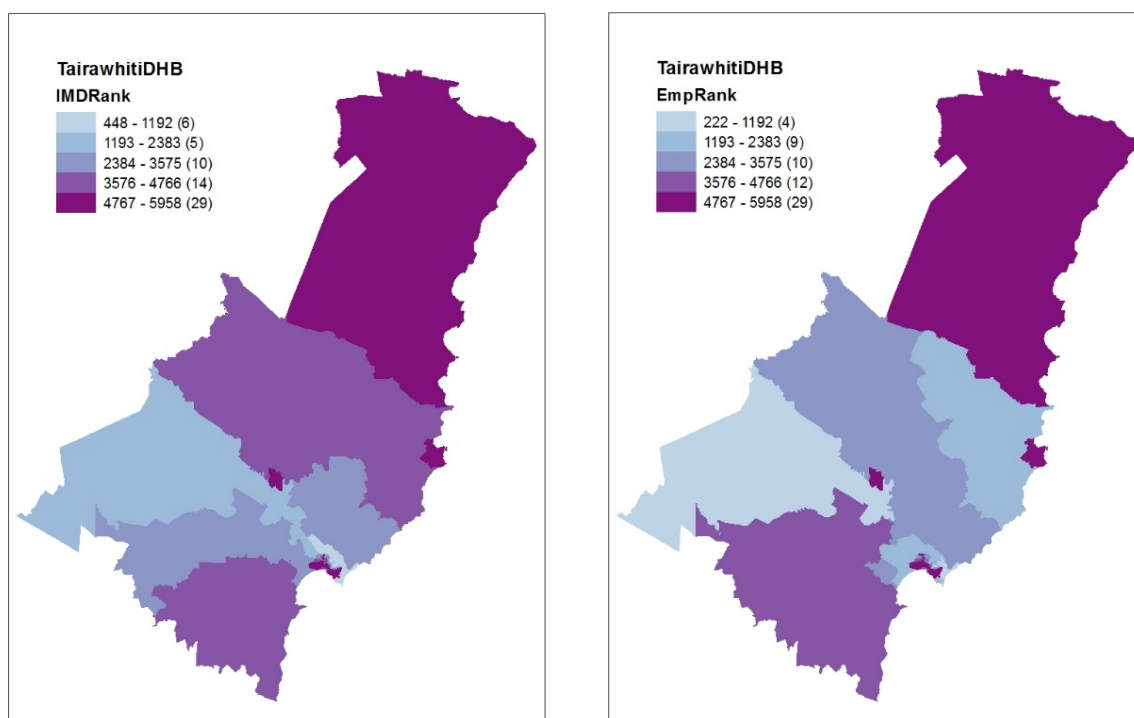 TairawhitiDHB
IMDRank
448 - 1192 (6)
1193 - 2383 (5)
2384 - 3575 (10)
3576 - 4766 (14)
4767 - 5958 (29)
TairawhitiDHB
EmpRank
222 - 1192 (4)
1193 - 2383 (9)
2384 - 3575 (10)
3576 - 4766 (12)
4767 - 5958 (29)